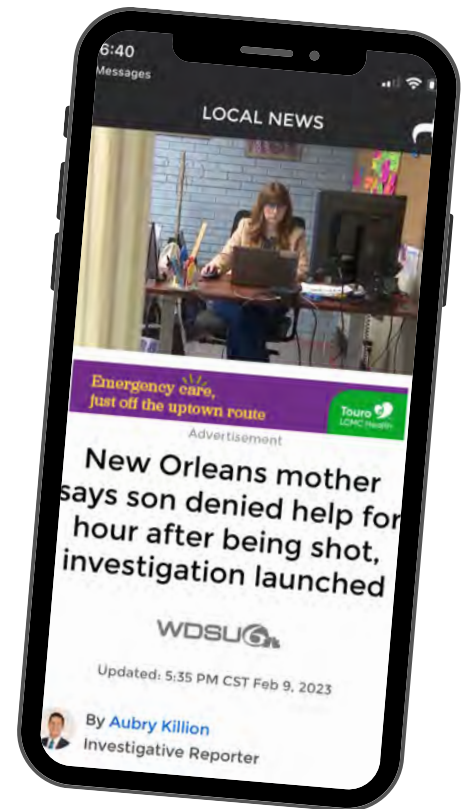 6:40
Messages
LOCAL NEWS
Emergency care,
just off the uptown route
Touro
LCMC Health
Advertisement
New Orleans mother
says son denied help for
hour after being shot,
investigation launched
WDSU 6
Updated: 5:35 PM CST Feb 9, 2023
By Aubry Killion
Investigative Reporter